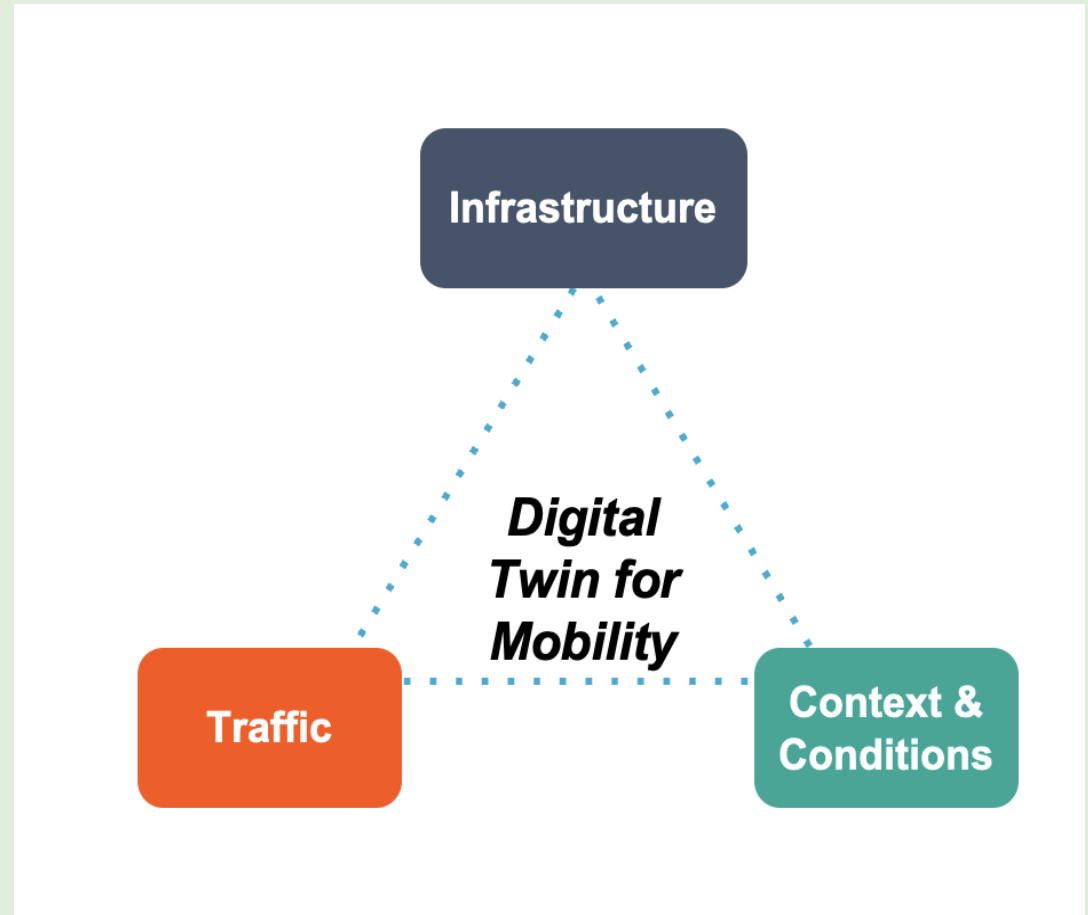 Infrastructure
Digital
Twin for
Mobility
Traffic
Context &
Conditions